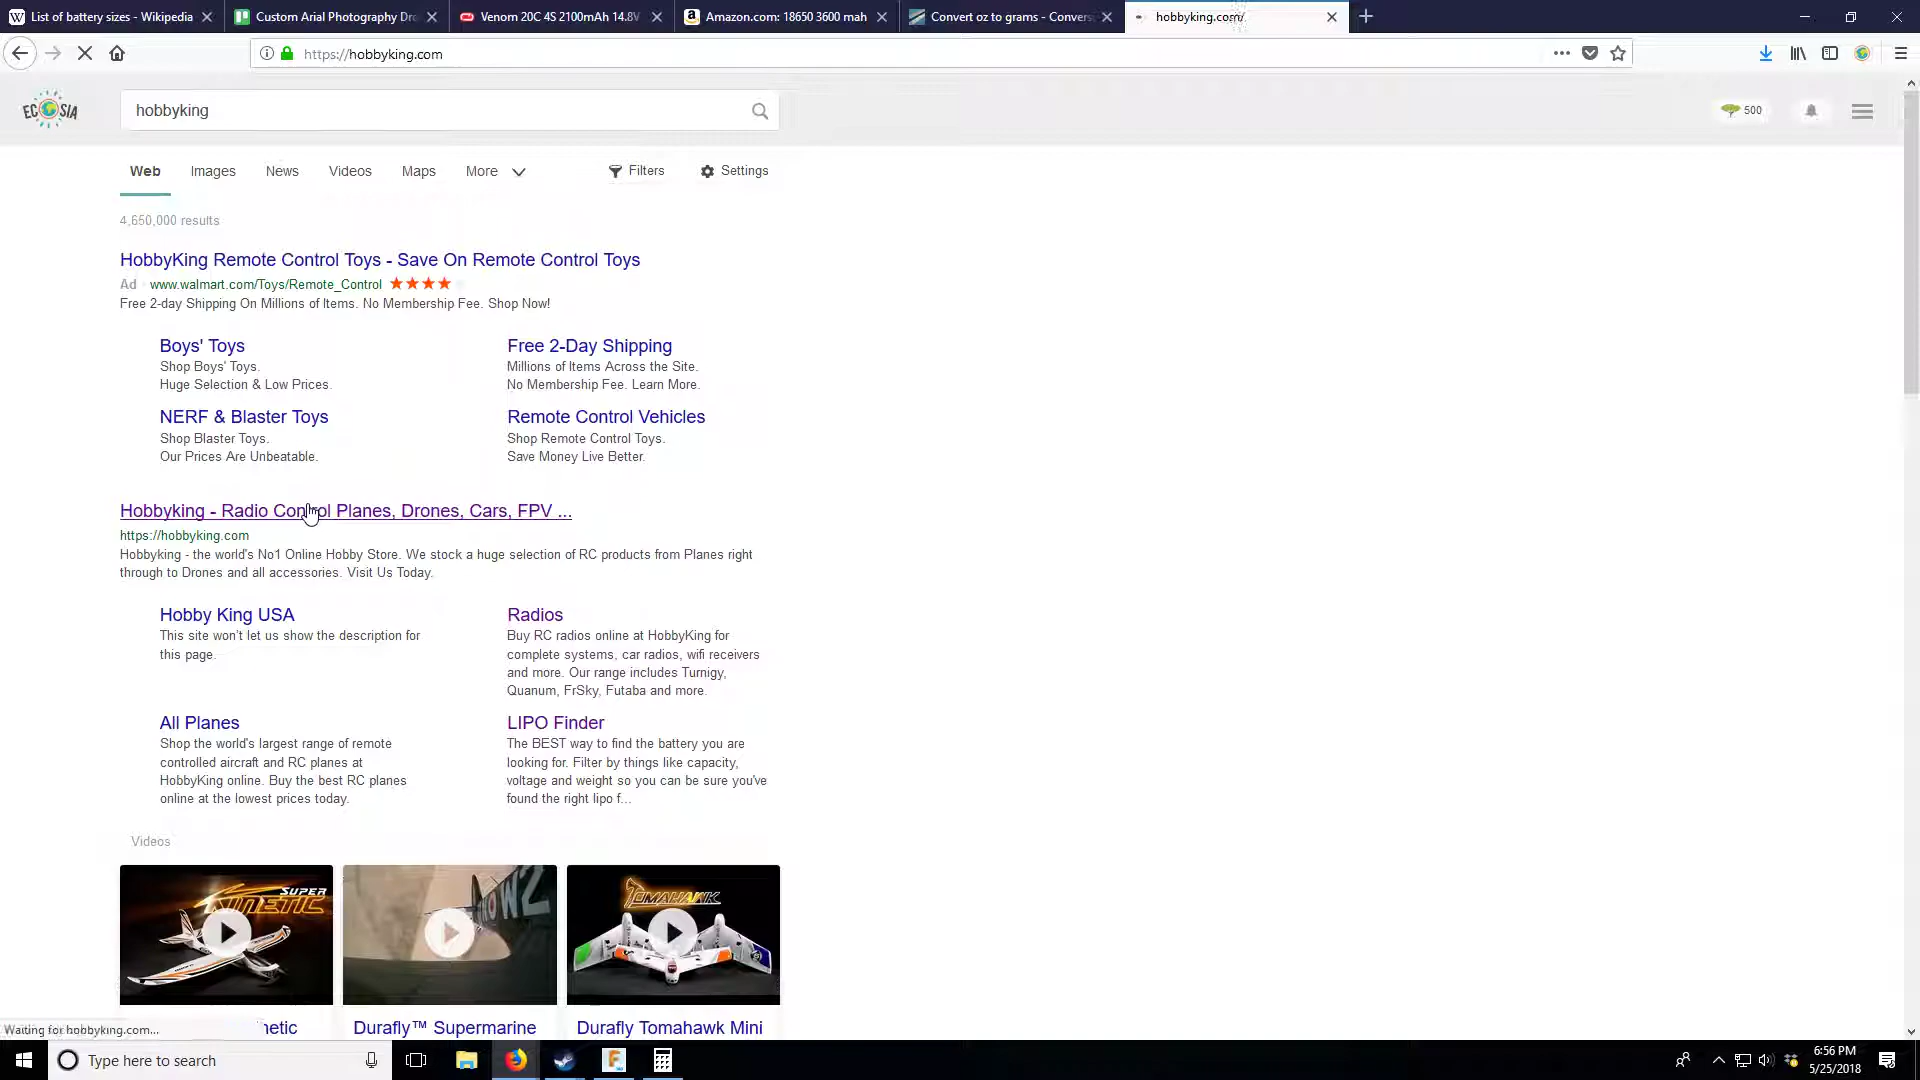 List of battery sizes - Wikipedia
Custom Arial Photography Dr
Venom 20C 4S 2100mAh 14.8V
Amazon.com: 18650 3600 mah
Convert oz to grams - Convers
hobbyking.com/
https://hobbyking.com
ECOSIA
hobbyking
500
Web
Images
News
Videos
Maps
More
Filters
Settings
4,650,000 results
HobbyKing Remote Control Toys - Save On Remote Control Toys
Ad www.walmart.com/Toys/Remote_Control
Free 2-day Shipping On Millions of Items. No Membership Fee. Shop Now!
Boys' Toys
Shop Boys' Toys.
Huge Selection & Low Prices.
Free 2-Day Shipping
Millions of Items Across the Site.
No Membership Fee. Learn More.
NERF & Blaster Toys
Shop Blaster Toys.
Our Prices Are Unbeatable.
Remote Control Vehicles
Shop Remote Control Toys.
Save Money Live Better.
Hobbyking - Radio Control Planes, Drones, Cars, FPV ...
https://hobbyking.com
Hobbyking - the world's No1 Online Hobby Store. We stock a huge selection of RC products from Planes right
through to Drones and all accessories. Visit Us Today.
Hobby King USA
This site won't let us show the description for
this page.
Radios
Buy RC radios online at HobbyKing for
complete systems, car radios, wifi receivers
and more. Our range includes Turnigy,
Quanum, FrSky, Futaba and more.
All Planes
Shop the world's largest range of remote
controlled aircraft and RC planes at
HobbyKing online. Buy the best RC planes
online at the lowest prices today.
LIPO Finder
The BEST way to find the battery you are
looking for. Filter by things like capacity,
voltage and weight so you can be sure you've
found the right lipo f...
Videos
SUPER
KINETIC
TOMAHAWK
netic
Durafly™ Supermarine
Durafly Tomahawk Mini
Waiting for hobbyking.com...
Type here to search
6:56 PM
5/25/2018